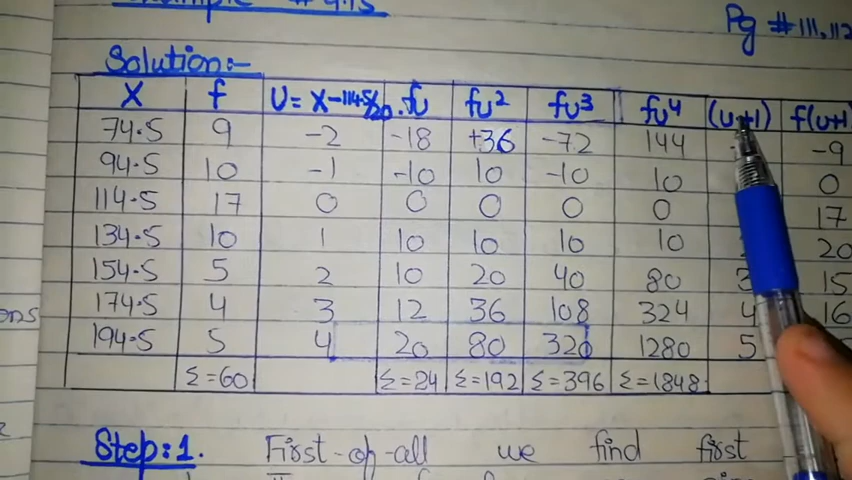 # 4.15
Pg # 111, 112
Solution:-
X f U = X-114.5/20 fu fu² fu³ fu⁴ (u+1) f(u+1
74.5 9 -2 -18 +36 -72 144 -9
94.5 10 -1 -10 10 -10 10 0
114.5 17 0 0 0 0 0 17
134.5 10 1 10 10 10 10 20
154.5 5 2 10 20 40 80 3 15
174.5 4 3 12 36 108 324 4 16
194.5 5 4 20 80 320 1280 5
Σ=60 Σ=24 Σ=192 Σ=396 Σ=1848
Step:1. First-of-all we find first